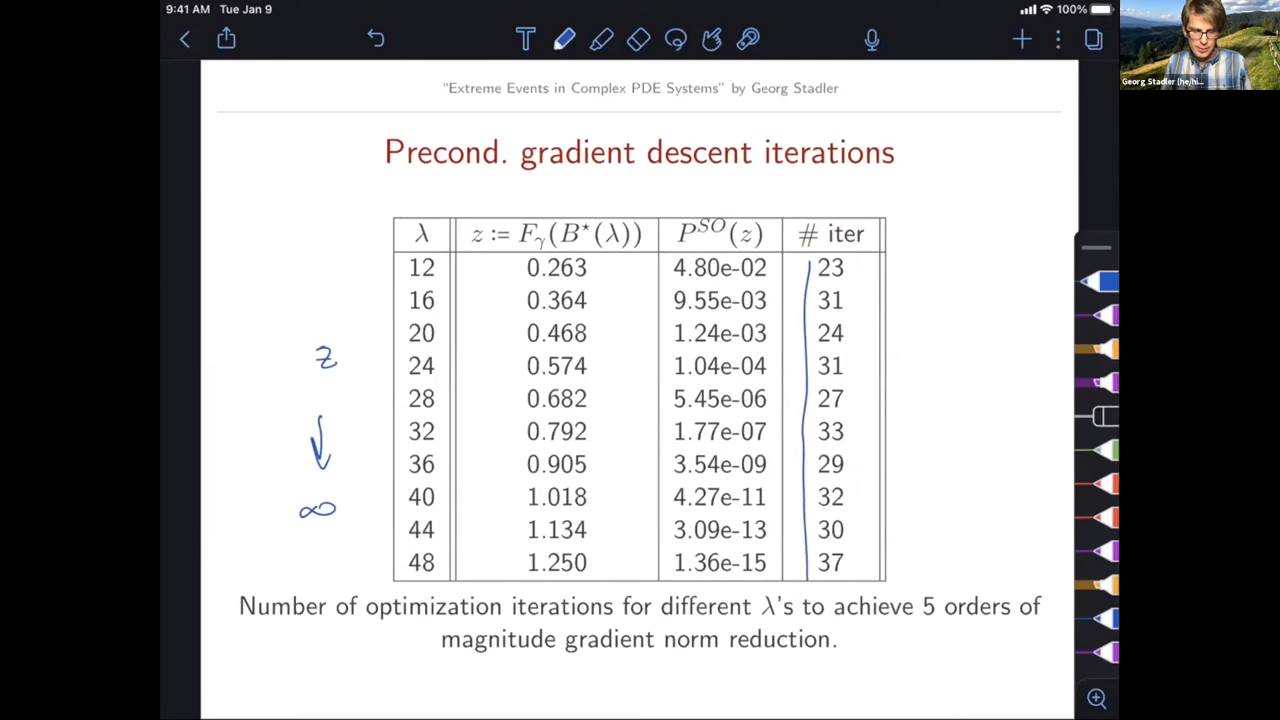 9:41 AM Tue Jan 9
100%
Georg Stadler (he/hi...
"Extreme Events in Complex PDE Systems" by Georg Stadler
Precond. gradient descent iterations
λ z := F_γ(B*(λ)) P^{SO}(z) # iter
12 0.263 4.80e-02 23
16 0.364 9.55e-03 31
20 0.468 1.24e-03 24
24 0.574 1.04e-04 31
28 0.682 5.45e-06 27
32 0.792 1.77e-07 33
36 0.905 3.54e-09 29
40 1.018 4.27e-11 32
44 1.134 3.09e-13 30
48 1.250 1.36e-15 37
z
↓
∞
Number of optimization iterations for different λ's to achieve 5 orders of
magnitude gradient norm reduction.